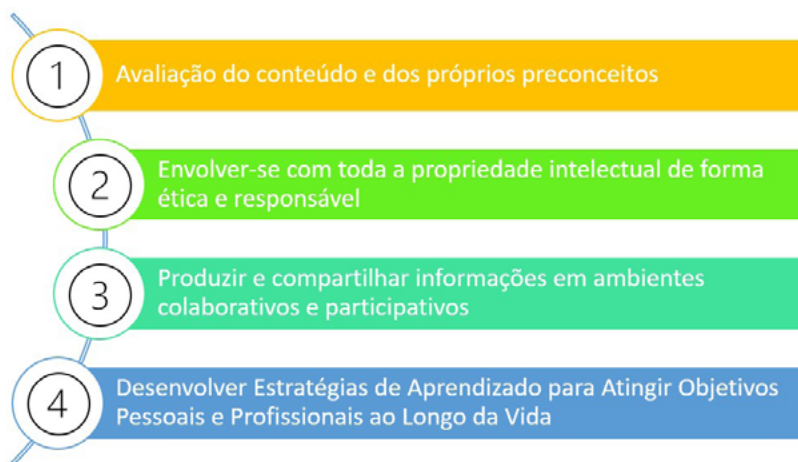 1
Avaliação do conteúdo e dos próprios preconceitos
2
Envolver-se com toda a propriedade intelectual de forma
ética e responsável
3
Produzir e compartilhar informações em ambientes
colaborativos e participativos
4
Desenvolver Estratégias de Aprendizado para Atingir Objetivos
Pessoais e Profissionais ao Longo da Vida